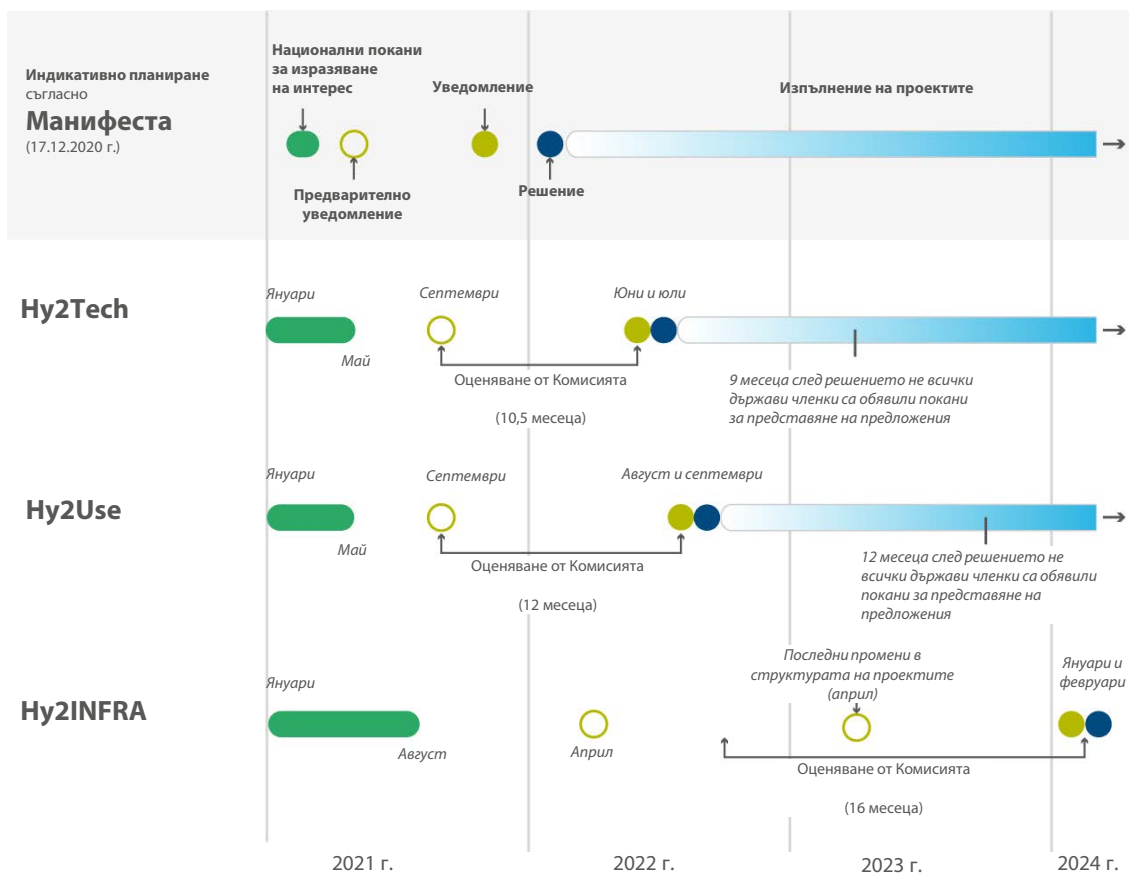 Индикативно планиране
съгласно
Манифеста
(17.12.2020 г.)
Национални покани
за изразяване
на интерес
Уведомление
Изпълнение на проектите
Предварително
уведомление
Решение
Hy2Tech
Януари
Септември
Юни и юли
Май
Оценяване от Комисията
(10,5 месеца)
9 месеца след решението не всички
държави членки са обявили покани
за представяне на предложения
Hy2Use
Януари
Септември
Август и септември
Май
Оценяване от Комисията
(12 месеца)
12 месеца след решението не
всички държави членки са обявили
покани за представяне на
предложения
Hy2INFRA
Януари
Последни промени в
структурата на проектите
(април)
Януари и
февруари
Август
Април
Оценяване от Комисията
(16 месеца)
2021 г.
2022 г.
2023 г.
2024 г.